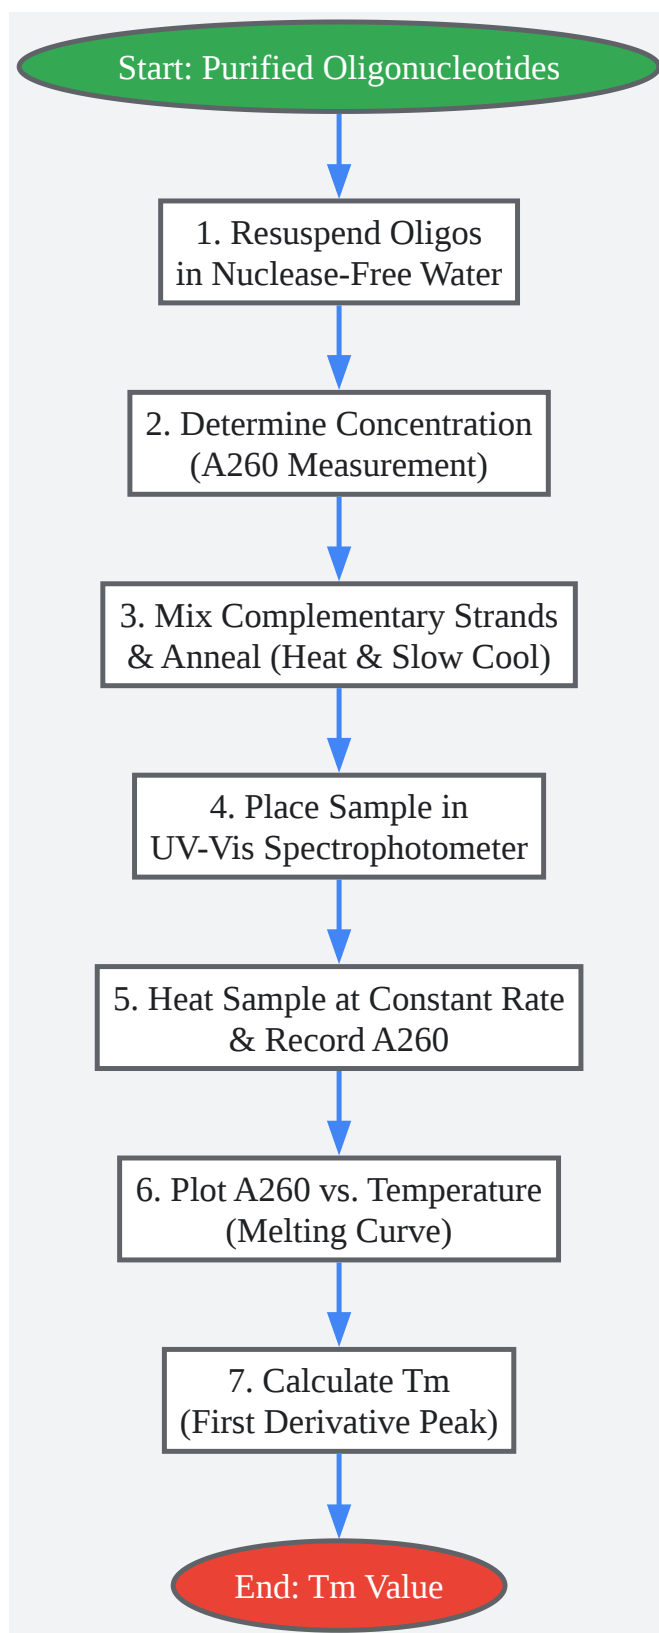 Start: Purified Oligonucleotides
1. Resuspend Oligos
in Nuclease-Free Water
2. Determine Concentration
(A260 Measurement)
3. Mix Complementary Strands
& Anneal (Heat & Slow Cool)
4. Place Sample in
UV-Vis Spectrophotometer
5. Heat Sample at Constant Rate
& Record A260
6. Plot A260 vs. Temperature
(Melting Curve)
7. Calculate Tm
(First Derivative Peak)
End: Tm Value